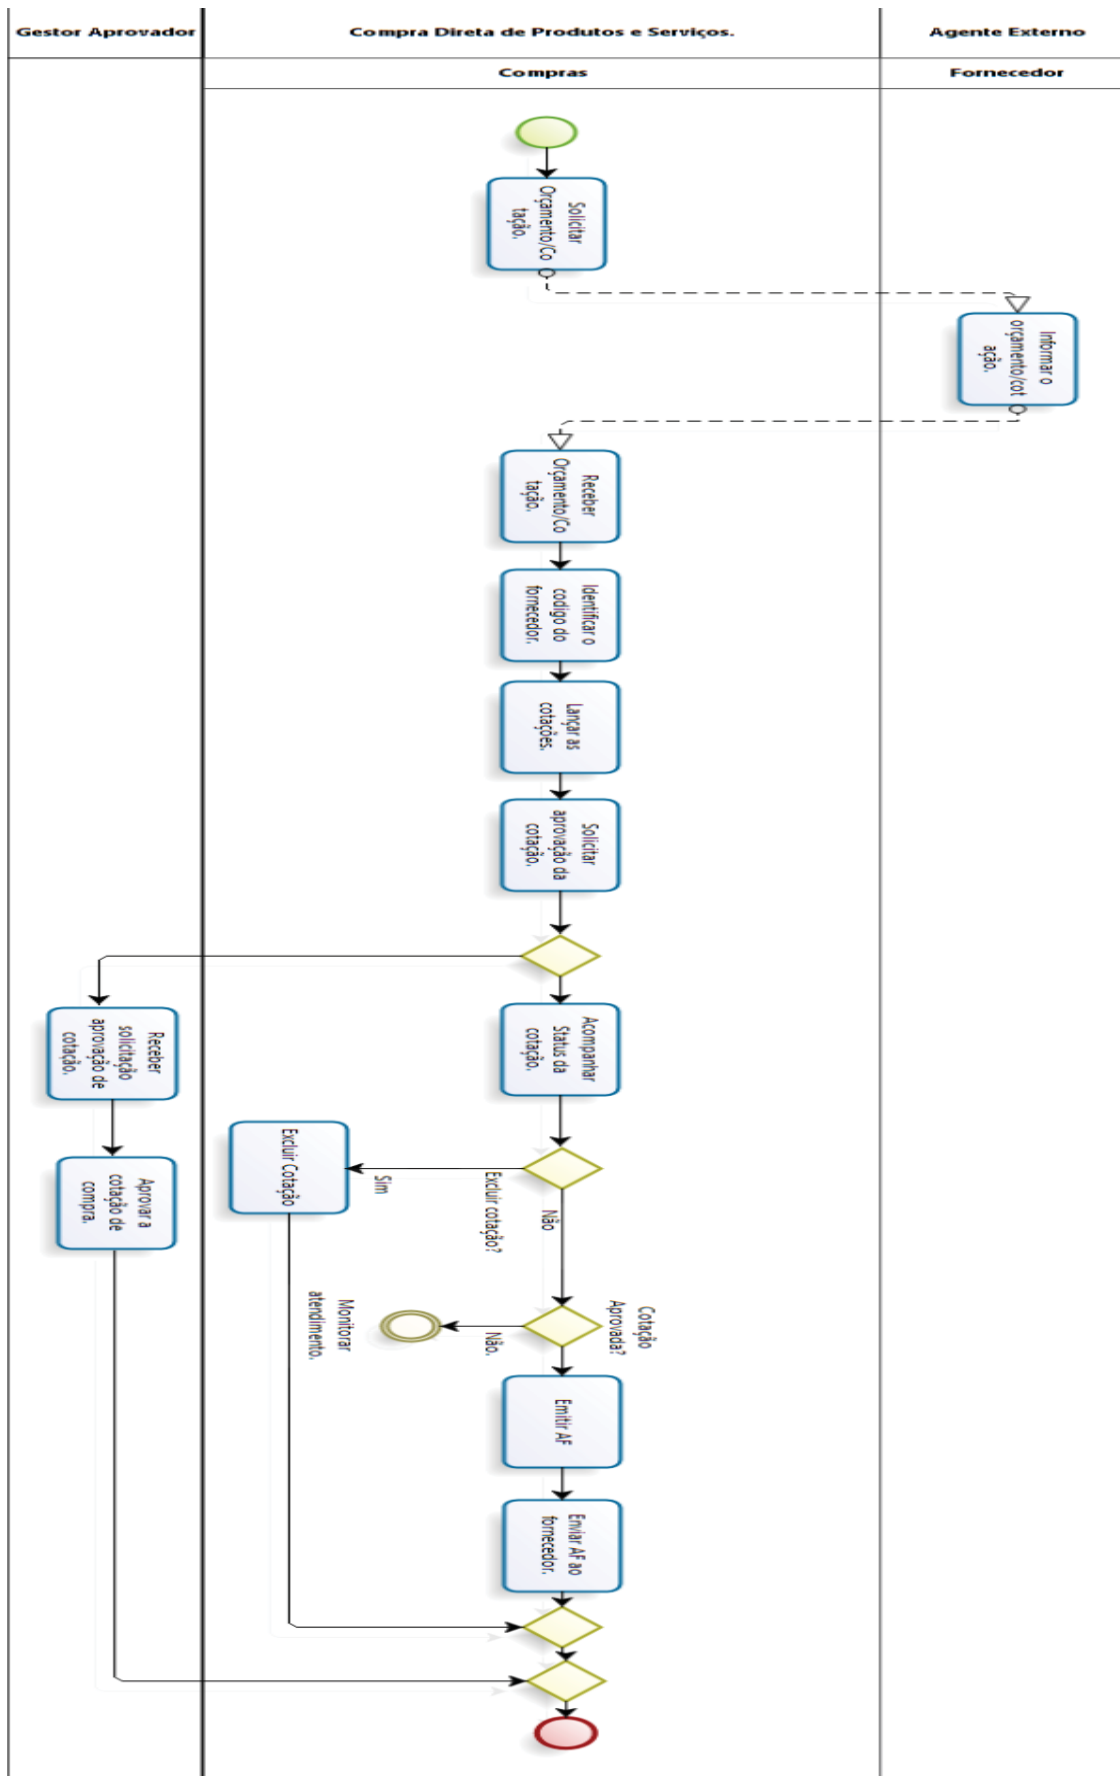 Gestor Aprovador
Compra Direta de Produtos e Serviços.
Agente Externo
Compras
Fornecedor
Solicitar
Orçamento/Co
tação.
Informar o
orçamento/cot
ação.
Receber
Orçamento/Co
tação.
Identificar o
codigo do
fornecedor.
Lançar as
cotações.
Solicitar
aprovação da
cotação.
Acompanhar
Status da
cotação.
Receber
solicitação
aprovação de
cotação.
Excluir Cotação
Sim
Excluir cotação?
Não
Aprovar a
cotação de
compra.
Cotação
Aprovada?
Não.
Monitorar
atendimento.
Emitir AF
Enviar AF ao
fornecedor.